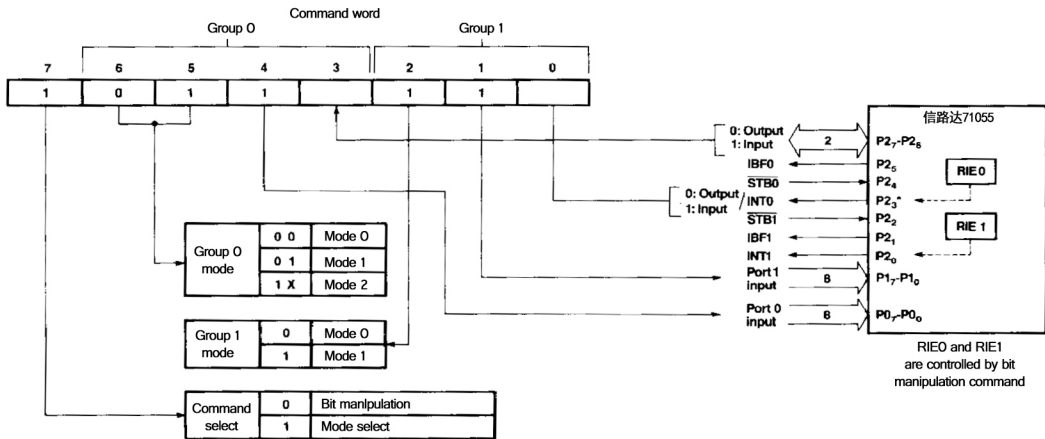 Command word
Group 0
Group 1
7 6 5 4 3 2 1 0
1 0 1 1 1 1
0: Output
1: Input
2
IBF0
STB0
0: Output
1: Input
/
INT0
STB1
IBF1
INT1
Port 1
input
8
Port 0
input
8
信路达71055
P2₇-P2₆
P2₅
P2₄
P2₃*
P2₂
P2₁
P2₀
P1₇-P1₀
P0₇-P0₀
RIE0
RIE 1
RIE0 and RIE1
are controlled by bit
manipulation command
Group 0
mode
0 0 Mode 0
0 1 Mode 1
1 X Mode 2
Group 1
mode
0 Mode 0
1 Mode 1
Command
select
0 Bit manlpulation
1 Mode select